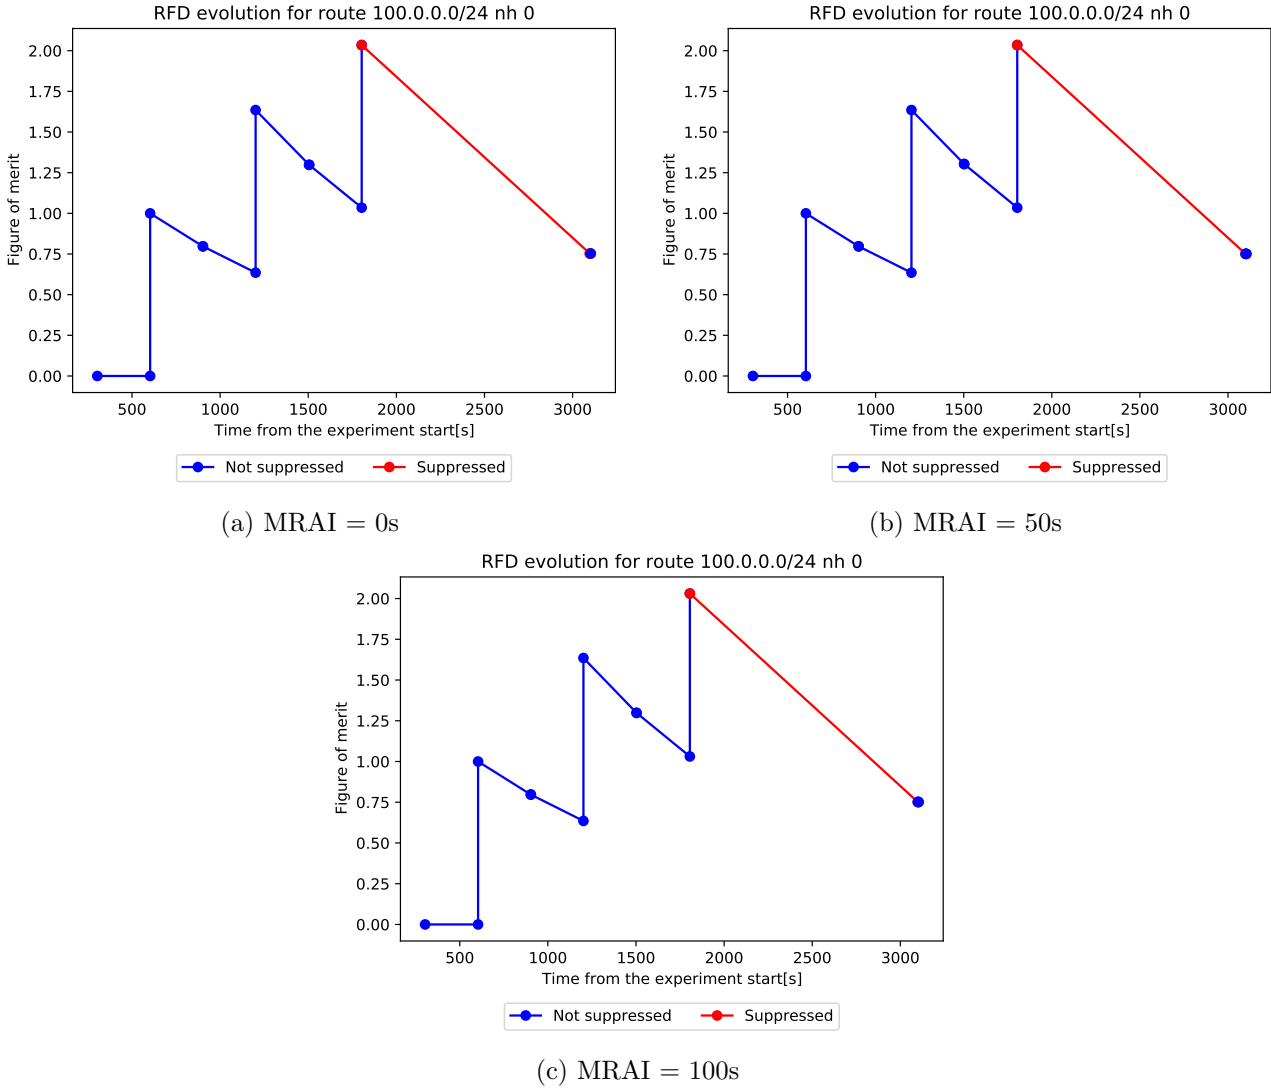 RFD evolution for route 100.0.0.0/24 nh 0
Figure of merit
2.00
1.75
1.50
1.25
1.00
0.75
0.50
0.25
0.00
500 1000 1500 2000 2500 3000
Time from the experiment start[s]
Not suppressed Suppressed
(a) MRAI = 0s
RFD evolution for route 100.0.0.0/24 nh 0
Figure of merit
2.00
1.75
1.50
1.25
1.00
0.75
0.50
0.25
0.00
500 1000 1500 2000 2500 3000
Time from the experiment start[s]
Not suppressed Suppressed
(b) MRAI = 50s
RFD evolution for route 100.0.0.0/24 nh 0
Figure of merit
2.00
1.75
1.50
1.25
1.00
0.75
0.50
0.25
0.00
500 1000 1500 2000 2500 3000
Time from the experiment start[s]
Not suppressed Suppressed
(c) MRAI = 100s